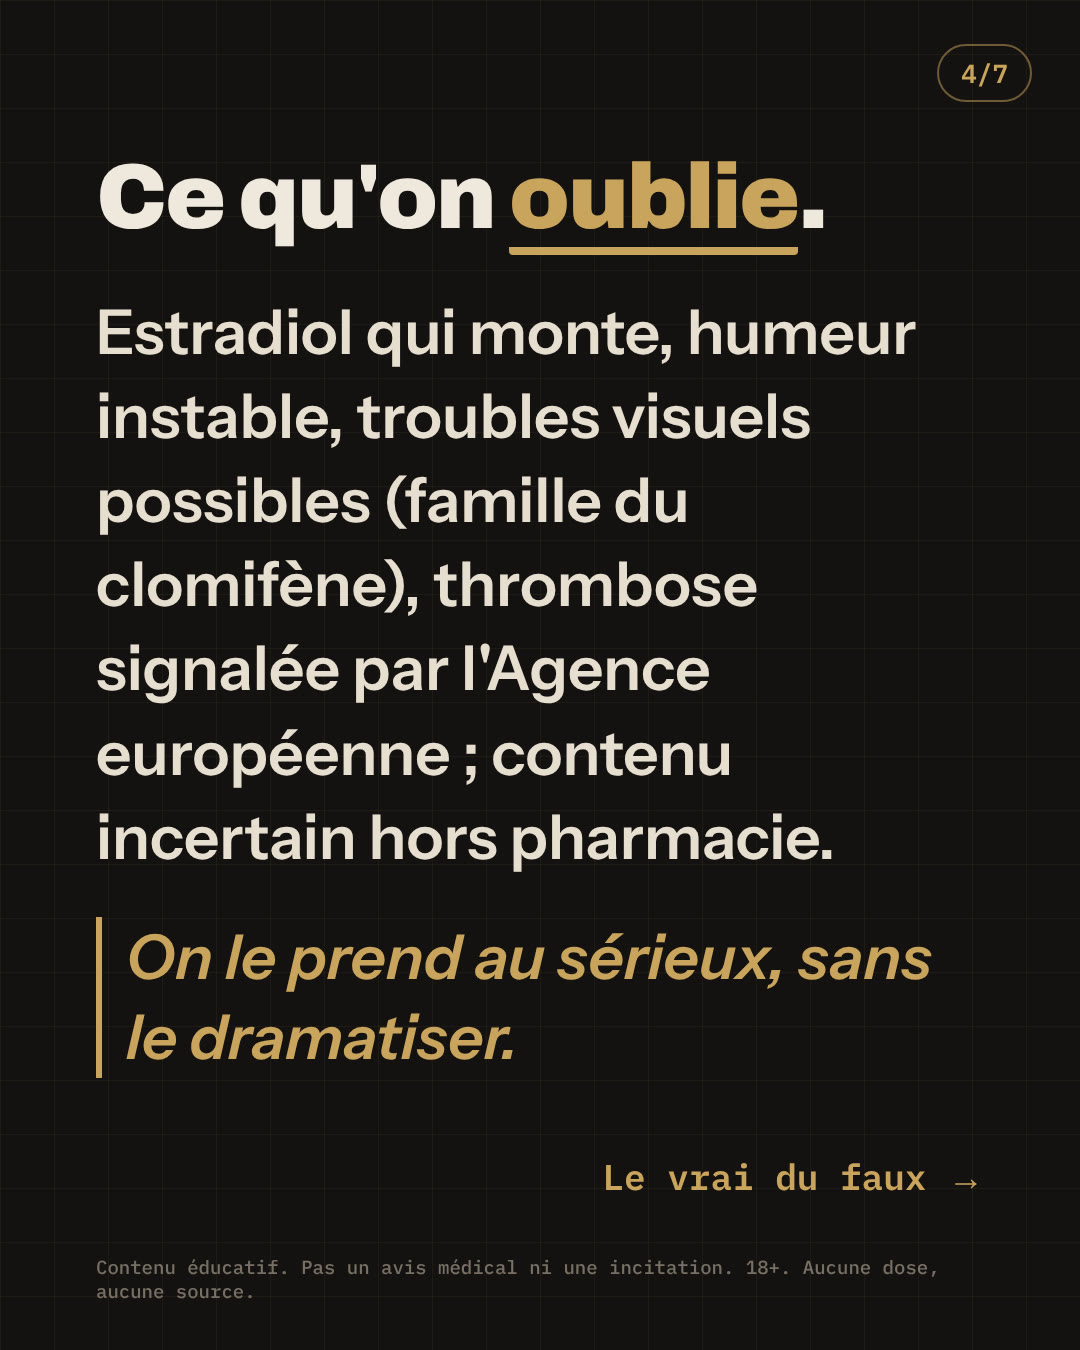 4/7
Ce qu'on oublie.
Estradiol qui monte, humeur
instable, troubles visuels
possibles (famille du
clomifène), thrombose
signalée par l'Agence
européenne ; contenu
incertain hors pharmacie.
On le prend au sérieux, sans
le dramatiser.
Le vrai du faux →
Contenu éducatif. Pas un avis médical ni une incitation. 18+. Aucune dose,
aucune source.